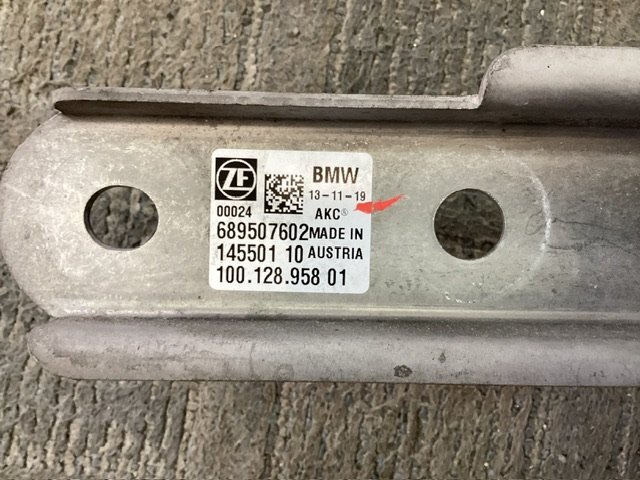 ZF BMW
13-11-19
00024 AKC®
689507602 MADE IN
145501 10 AUSTRIA
100.128.958 01